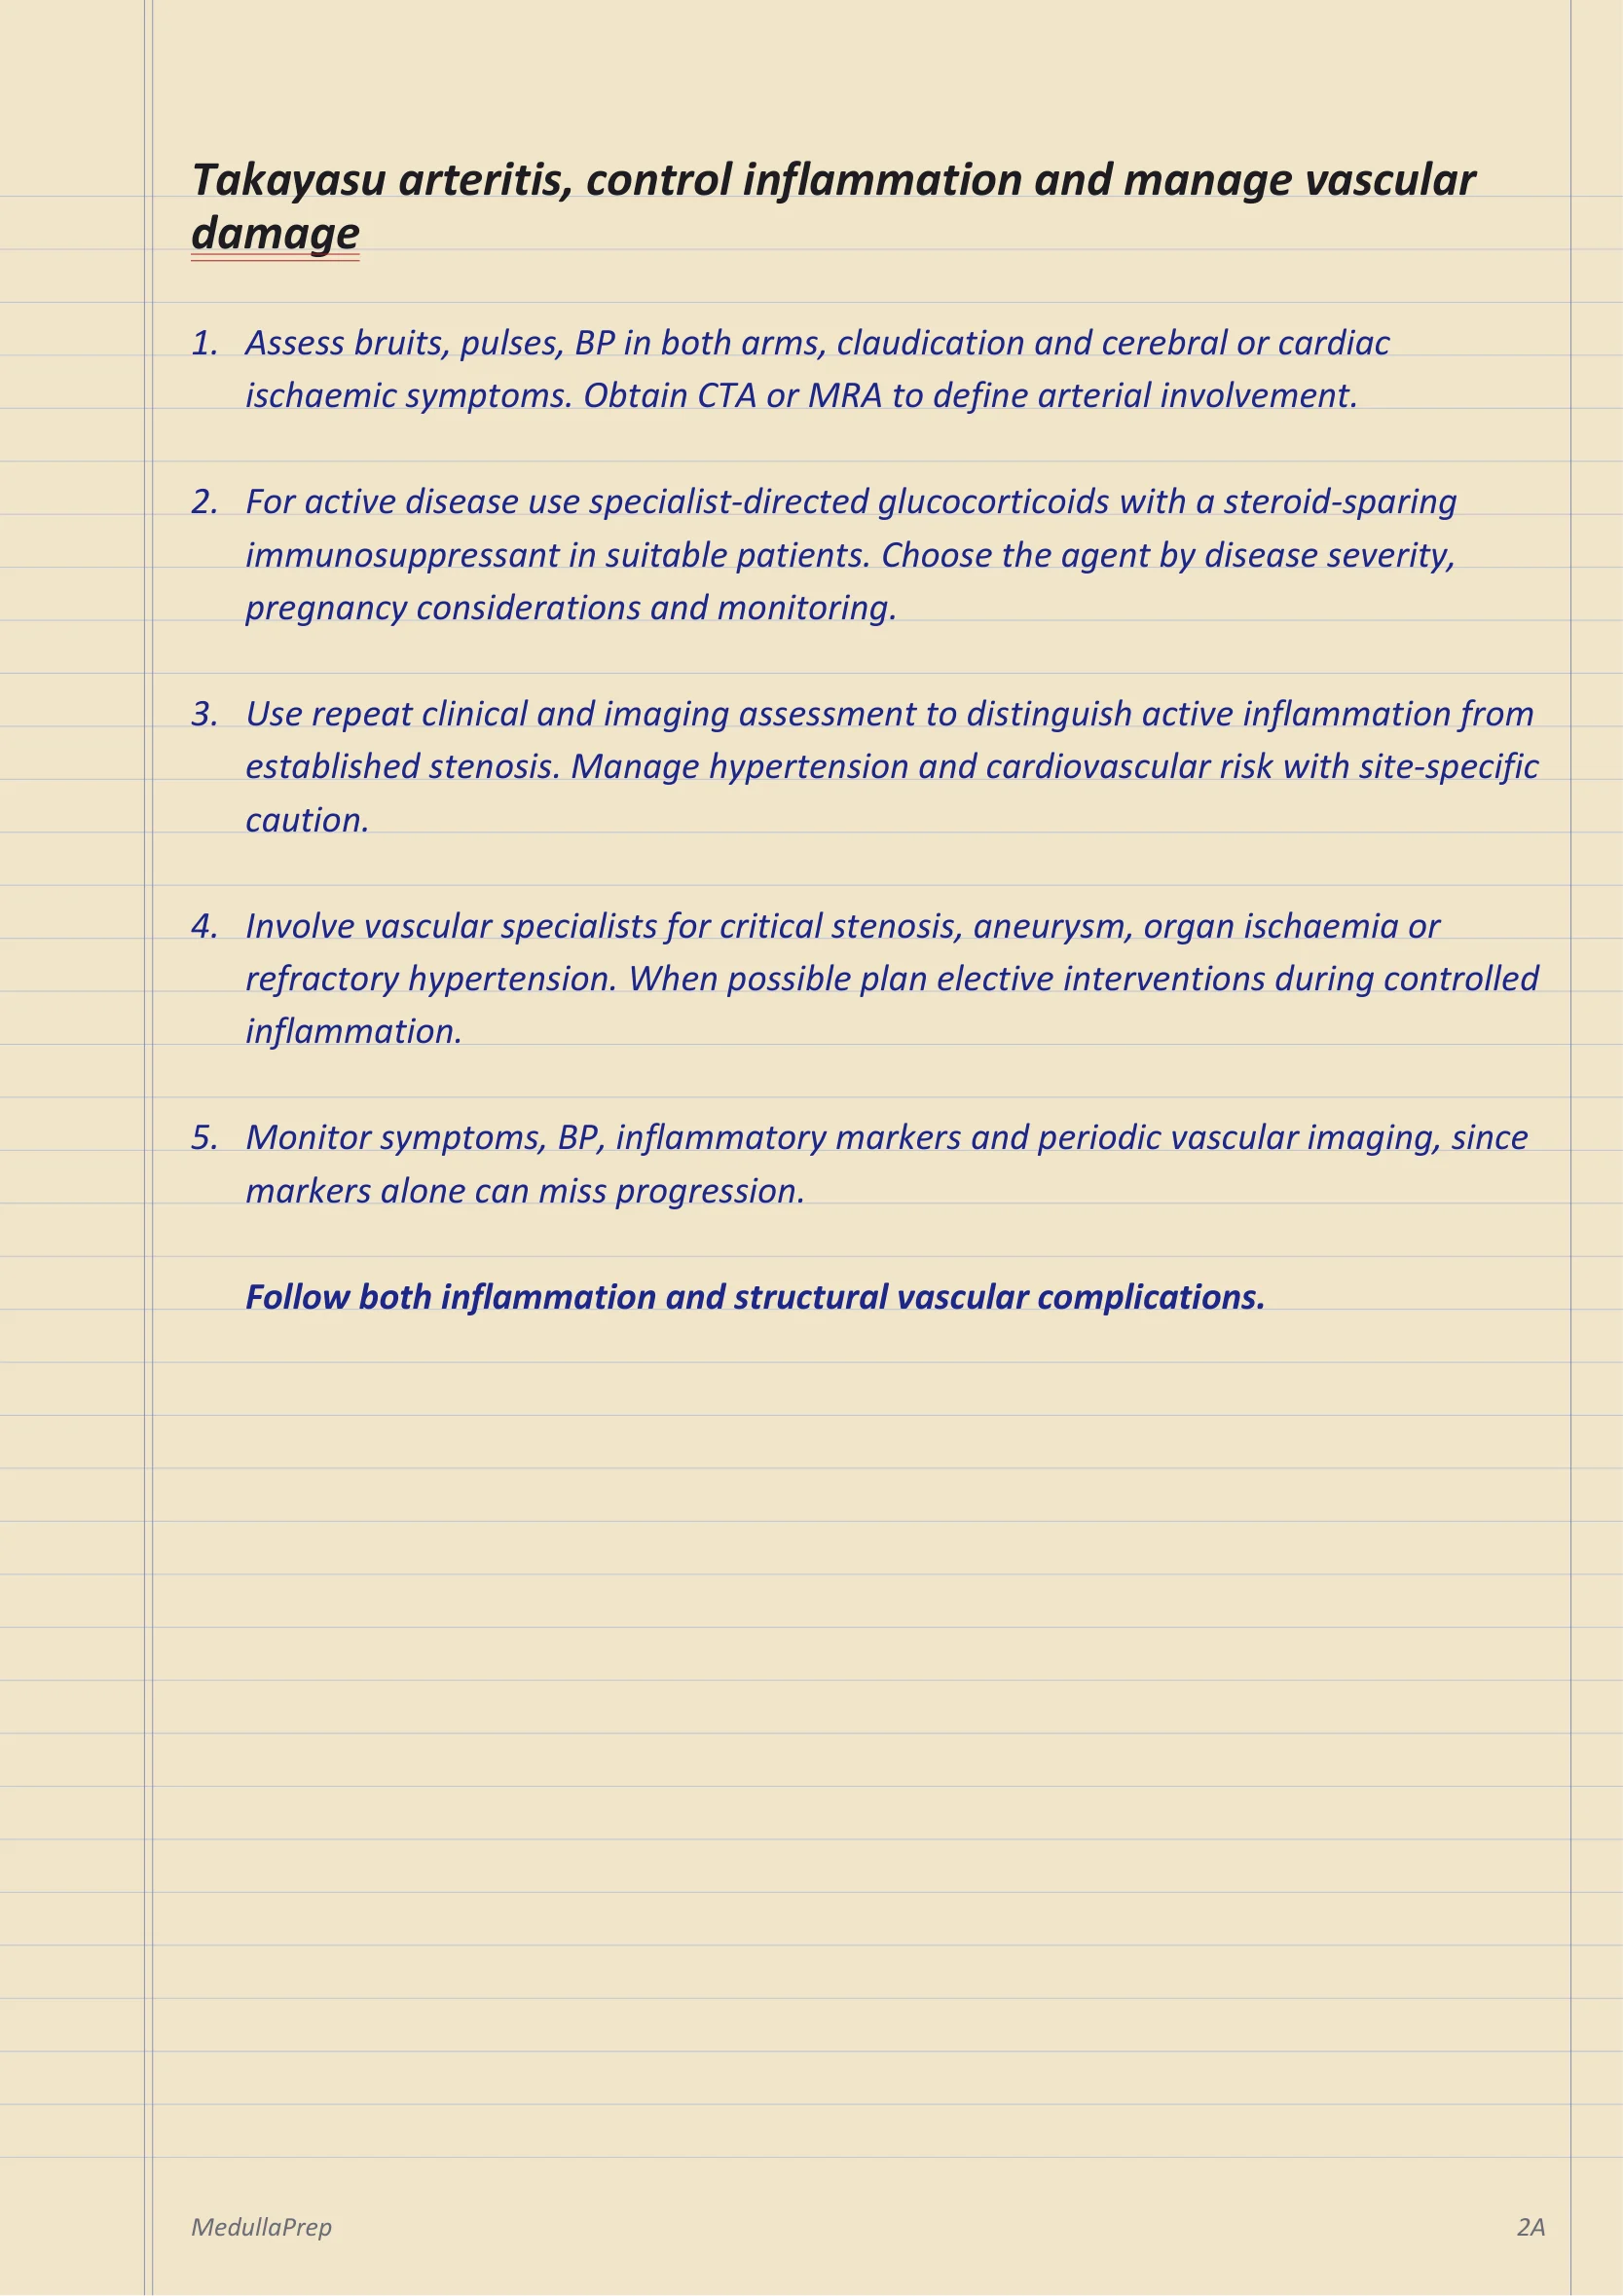 Takayasu arteritis, control inflammation and manage vascular
damage
1. Assess bruits, pulses, BP in both arms, claudication and cerebral or cardiac
ischaemic symptoms. Obtain CTA or MRA to define arterial involvement.
2. For active disease use specialist-directed glucocorticoids with a steroid-sparing
immunosuppressant in suitable patients. Choose the agent by disease severity,
pregnancy considerations and monitoring.
3. Use repeat clinical and imaging assessment to distinguish active inflammation from
established stenosis. Manage hypertension and cardiovascular risk with site-specific
caution.
4. Involve vascular specialists for critical stenosis, aneurysm, organ ischaemia or
refractory hypertension. When possible plan elective interventions during controlled
inflammation.
5. Monitor symptoms, BP, inflammatory markers and periodic vascular imaging, since
markers alone can miss progression.
Follow both inflammation and structural vascular complications.
MedullaPrep
2A